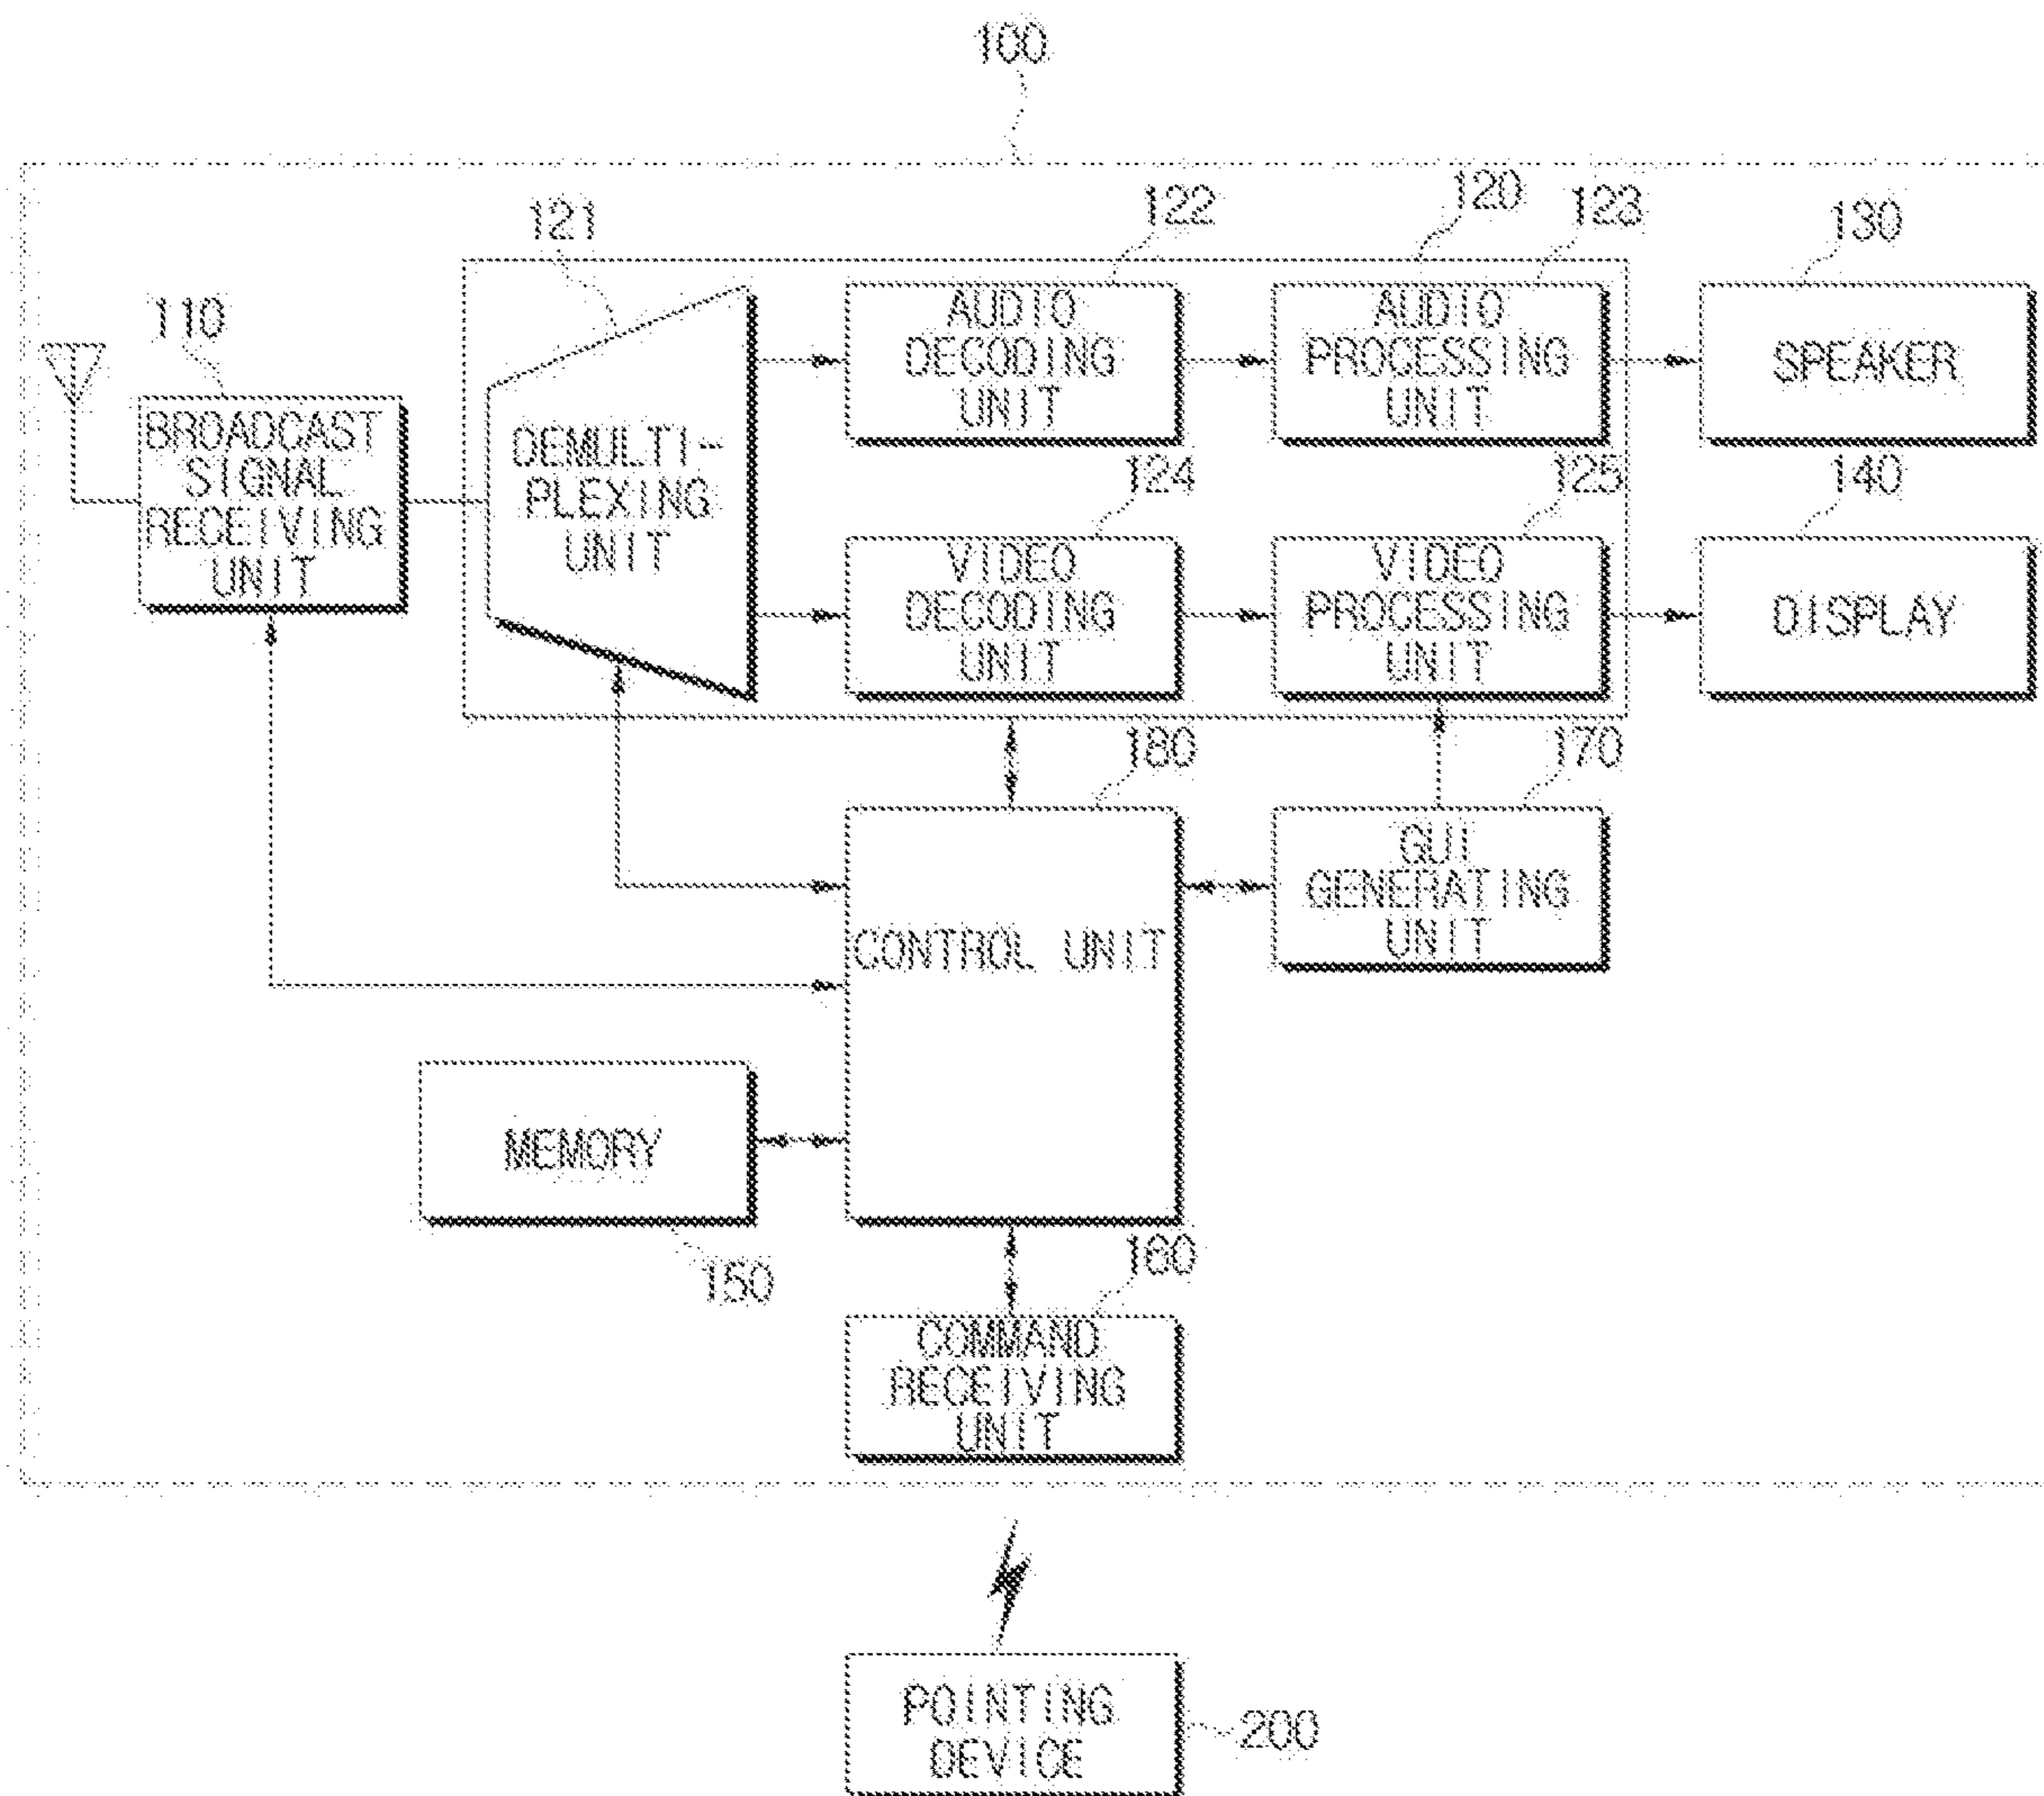 100
120
123
122
130
121
110
AUDIO
DECODING
UNIT
AUDIO
PROCESSING
UNIT
SPEAKER
BROADCAST
SIGNAL
RECEIVING
UNIT
DEMULTI-
PLEXING
UNIT
124
125
140
VIDEO
DECODING
UNIT
VIDEO
PROCESSING
UNIT
DISPLAY
180
170
CONTROL UNIT
GUI
GENERATING
UNIT
MEMORY
150
160
COMMAND
RECEIVING
UNIT
POINTING
DEVICE
200